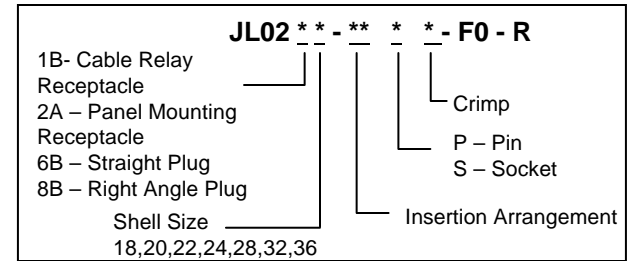 JL02 * * - ** * * - F0 - R
1B- Cable Relay
Receptacle
2A – Panel Mounting
Receptacle
6B – Straight Plug
8B – Right Angle Plug
Shell Size
18,20,22,24,28,32,36
Crimp
P – Pin
S – Socket
Insertion Arrangement